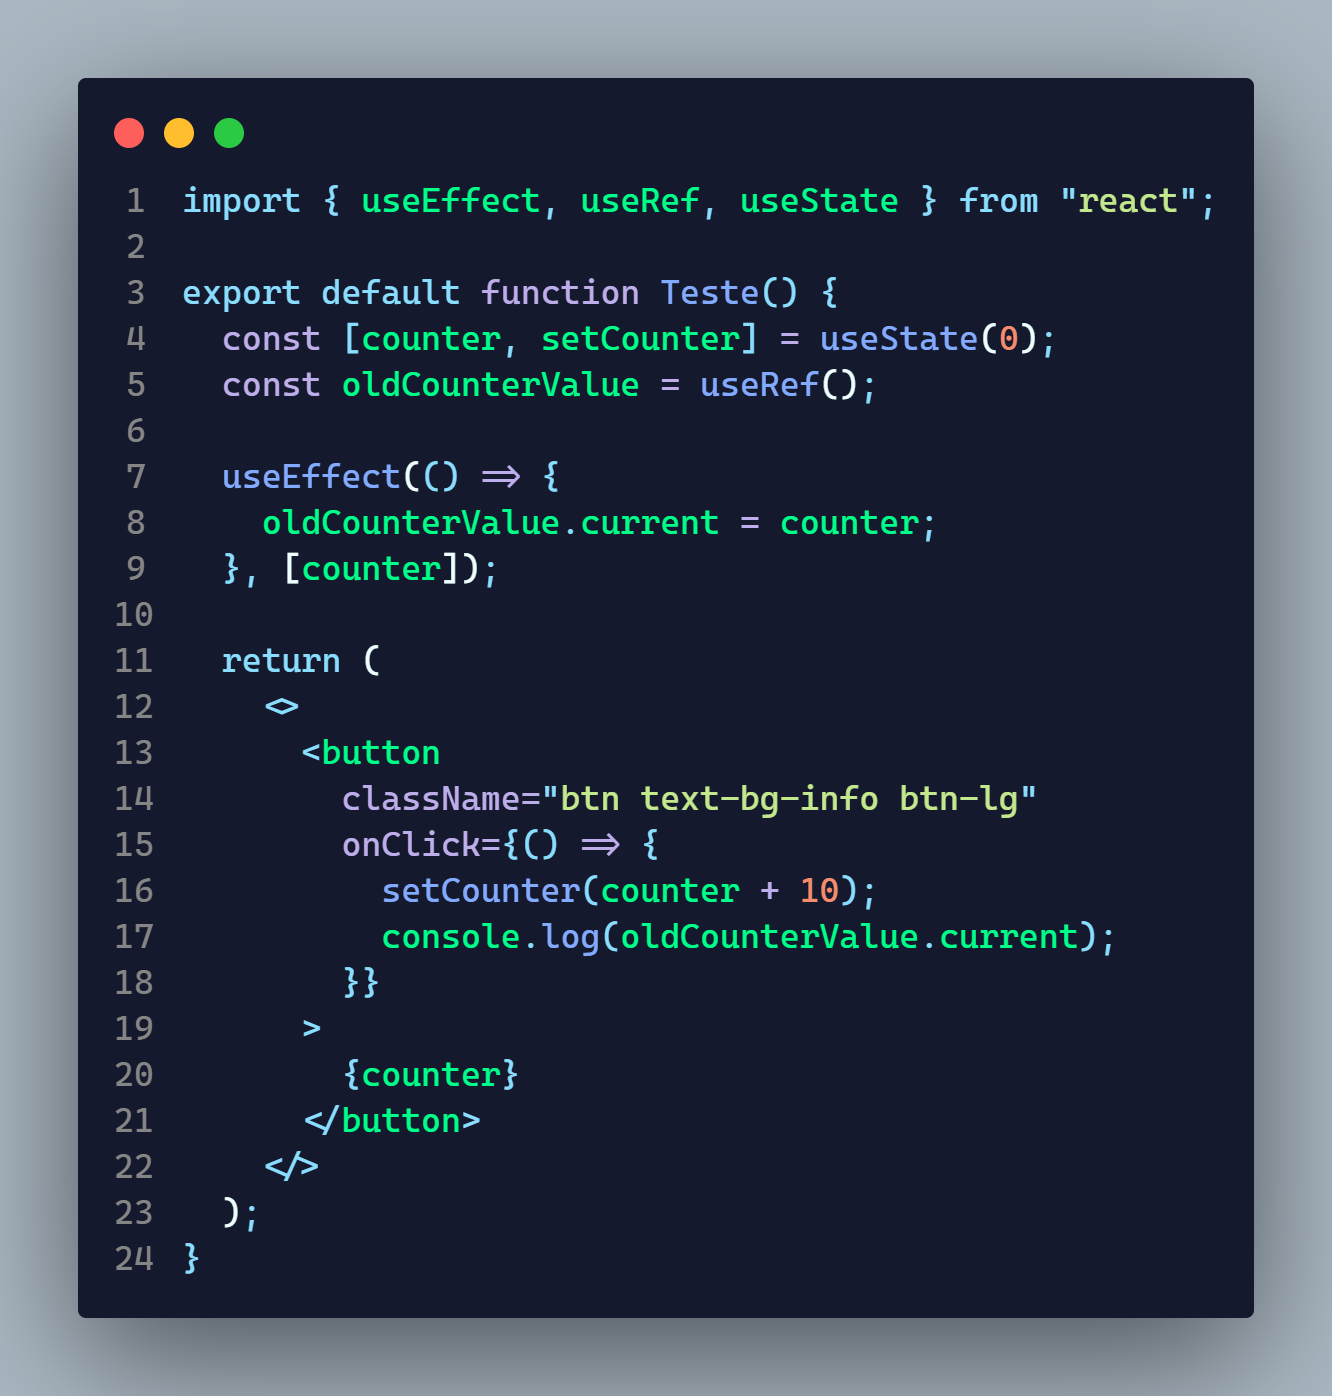 1 import { useEffect, useRef, useState } from "react";
2
3 export default function Teste() {
4   const [counter, setCounter] = useState(0);
5   const oldCounterValue = useRef();
6
7   useEffect(() => {
8     oldCounterValue.current = counter;
9   }, [counter]);
10
11   return (
12     <>
13       <button
14         className="btn text-bg-info btn-lg"
15         onClick={() => {
16           setCounter(counter + 10);
17           console.log(oldCounterValue.current);
18         }}
19       >
20         {counter}
21       </button>
22     </>
23   );
24 }